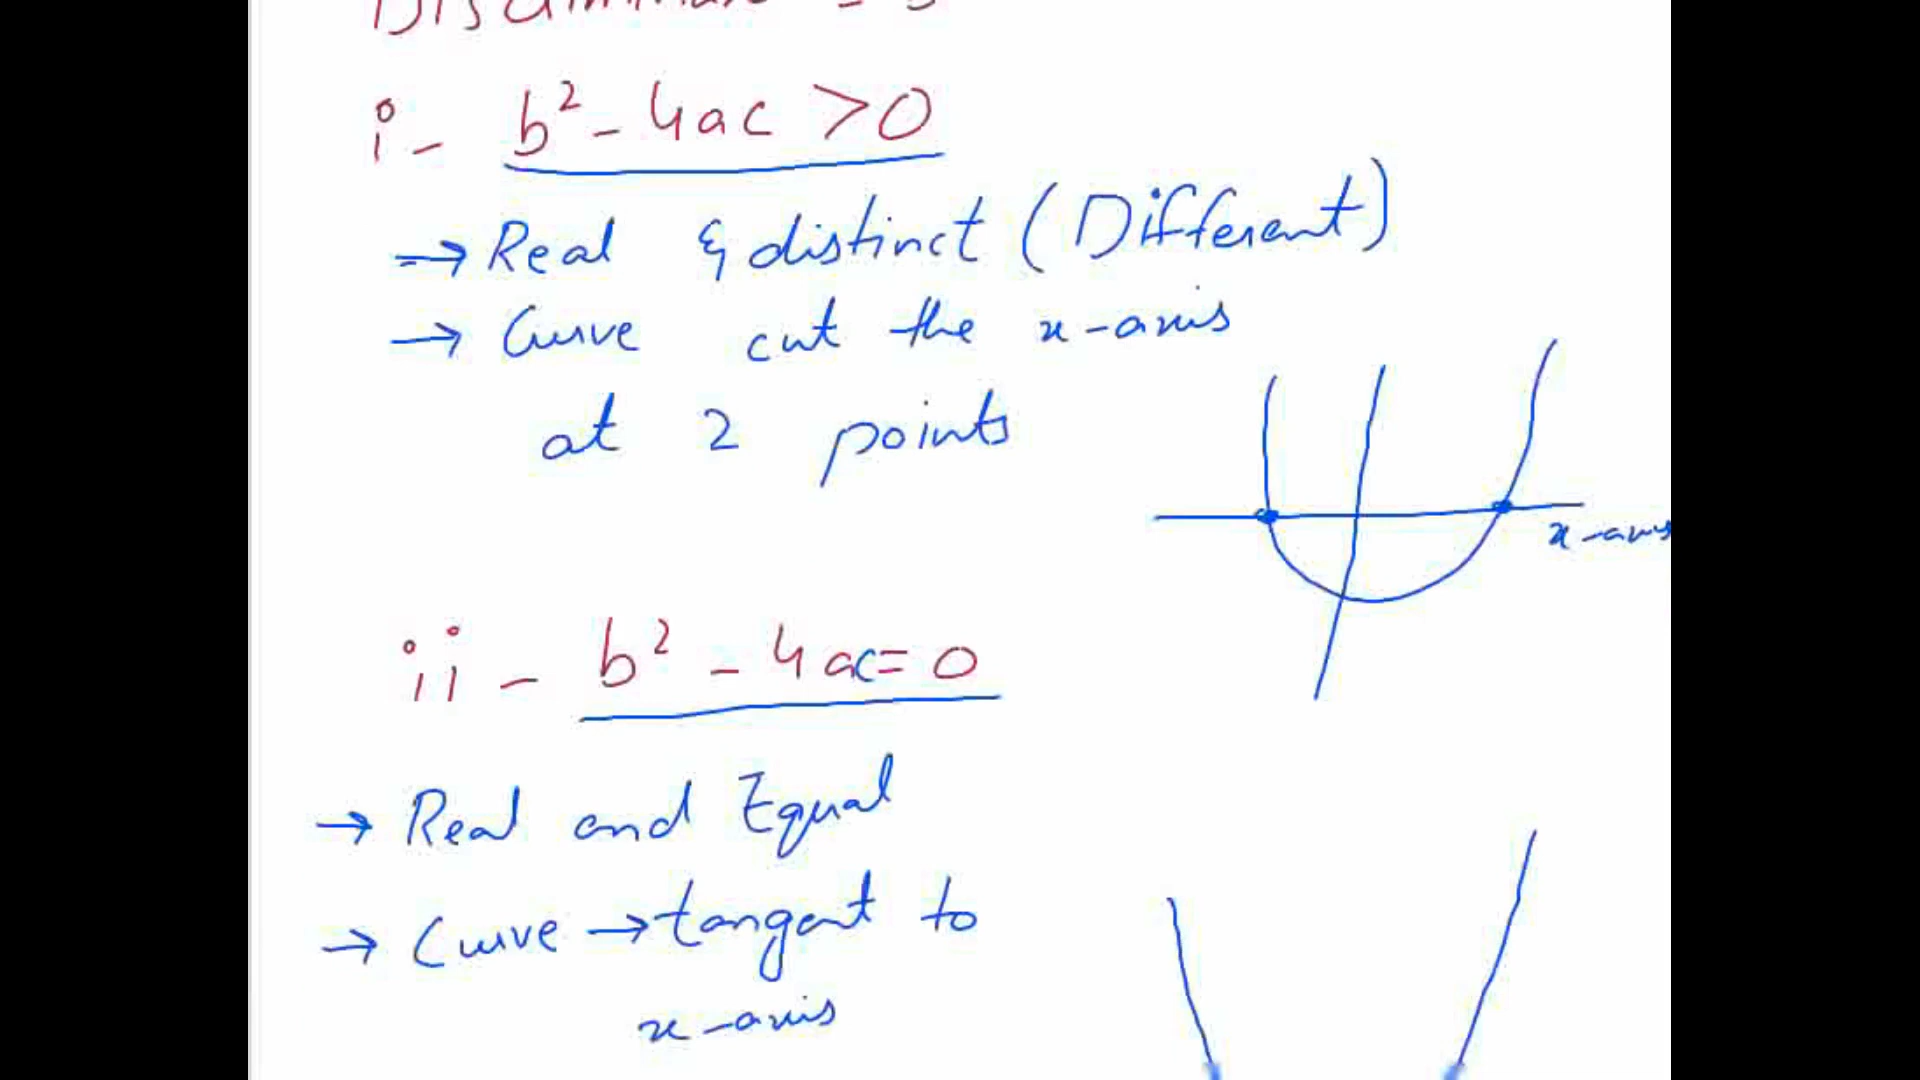 i - b² - 4ac > 0
→ Real & distinct (Different)
→ Curve cut the x-axis
at 2 points
x-axis
ii - b² - 4ac = 0
→ Real and Equal
→ Curve → tangent to
x-axis